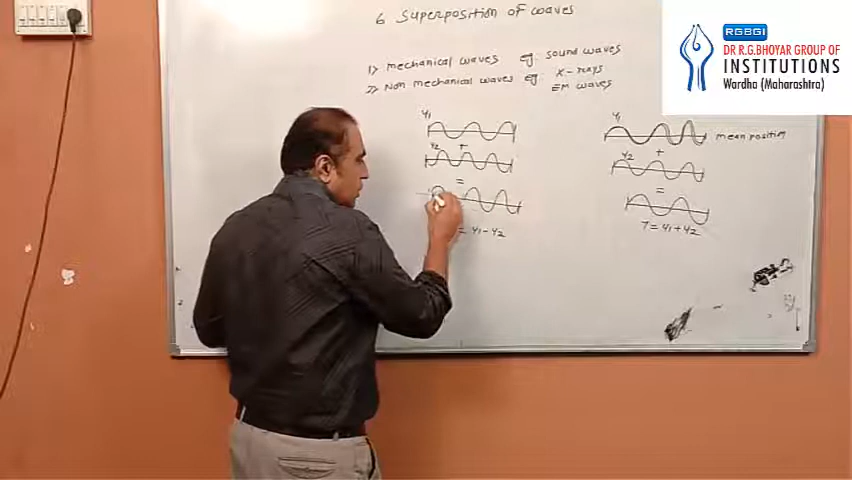 6 Superposition of waves
1) mechanical waves eg. sound waves
2) Non mechanical waves eg. x-rays
EM waves
y1
+
y2
=
= y1 - y2
y1
mean position
+
y2
=
y = y1 + y2
RGBGI
DR R.G.BHOYAR GROUP OF
INSTITUTIONS
Wardha (Maharashtra)